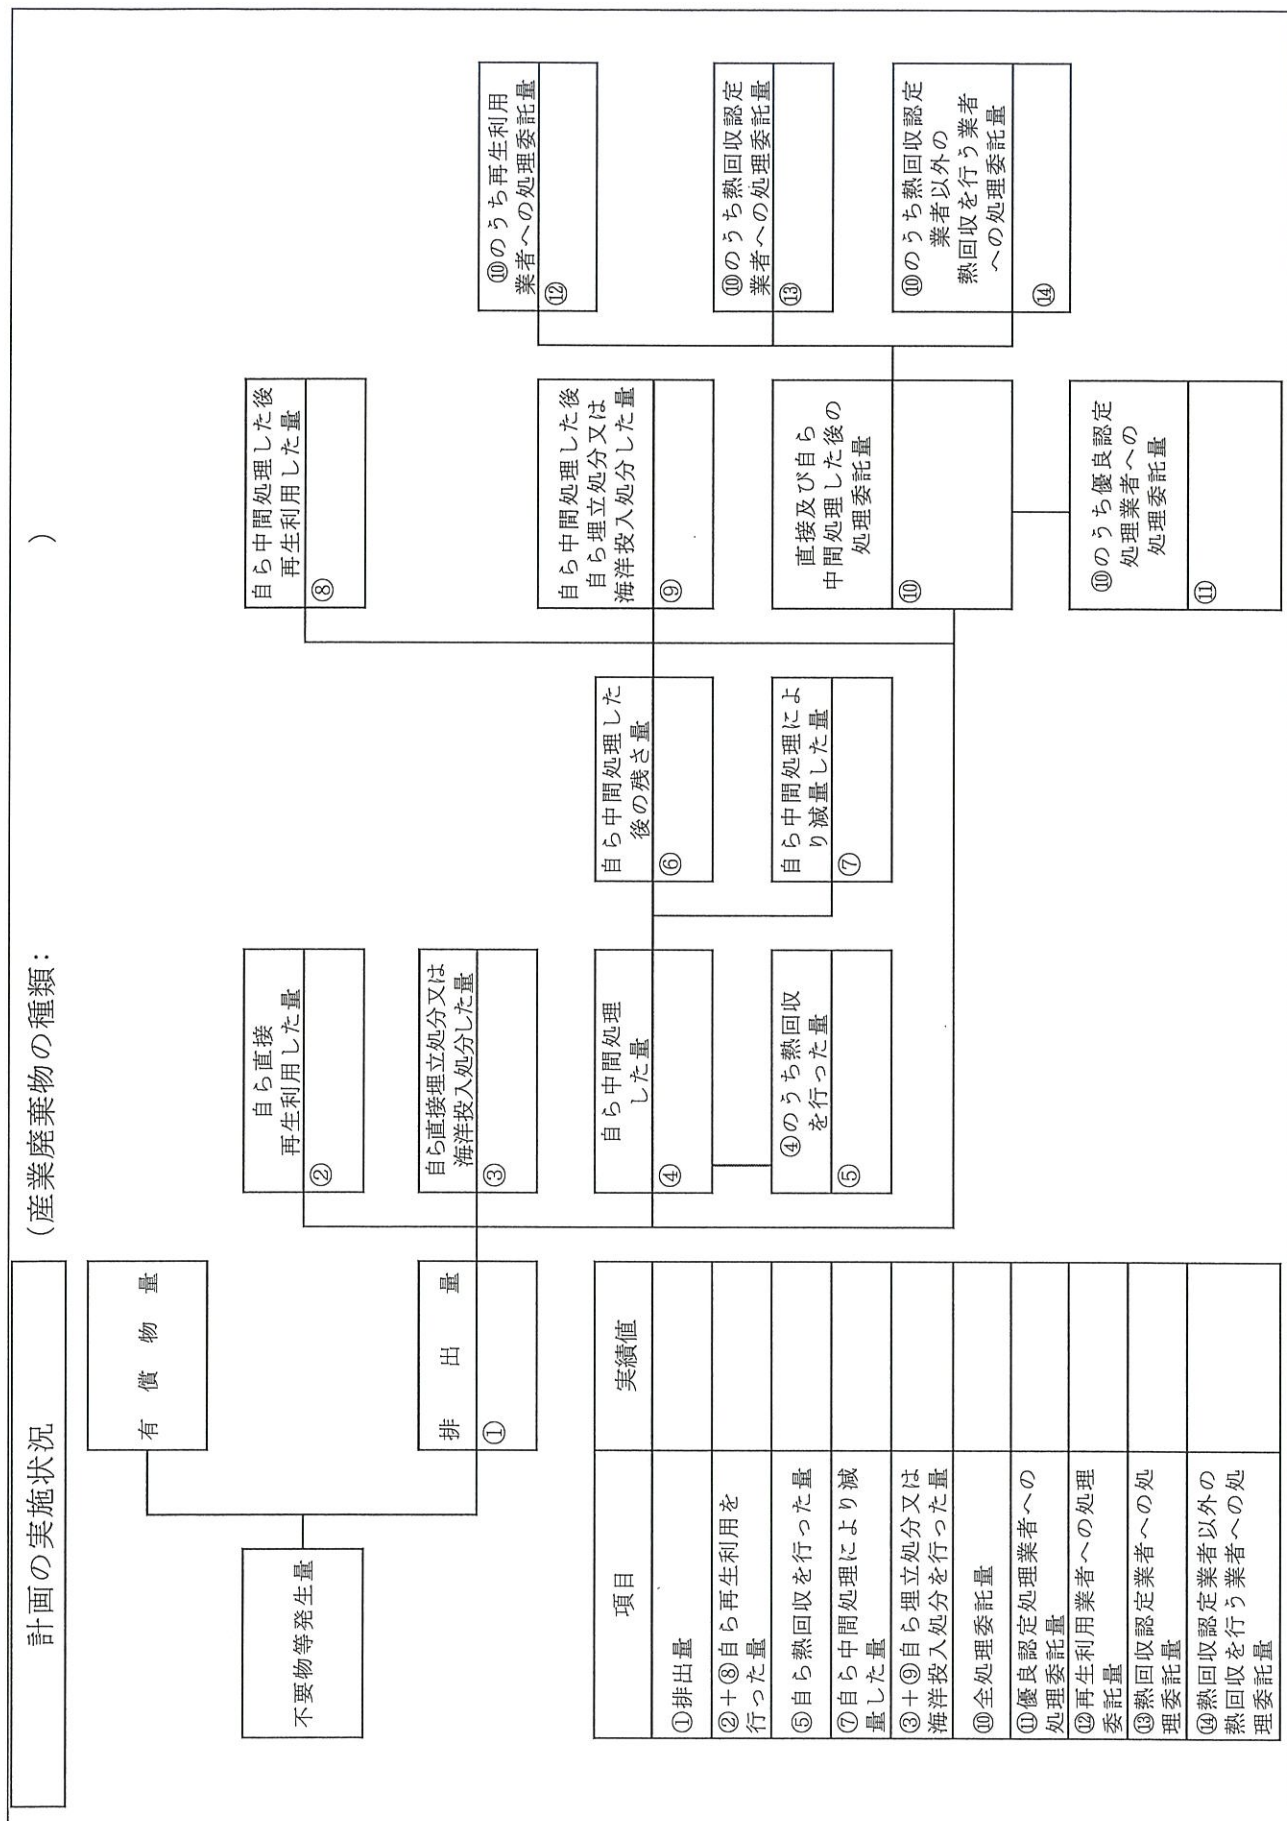 計画の実施状況
(産業廃棄物の種類: )
不要物等発生量
有償物量
排出量
①
自ら直接
再生利用した量
②
自ら直接埋立処分又は
海洋投入処分した量
③
自ら中間処理
した量
④
④のうち熱回収
を行った量
⑤
自ら中間処理した
後の残さ量
⑥
自ら中間処理によ
り減量した量
⑦
自ら中間処理した後
再生利用した量
⑧
自ら中間処理した後
自ら埋立処分又は
海洋投入処分した量
⑨
直接及び自ら
中間処理した後の
処理委託量
⑩
⑩のうち優良認定
処理業者への
処理委託量
⑪
⑩のうち再生利用
業者への処理委託量
⑫
⑩のうち熱回収認定
業者への処理委託量
⑬
⑩のうち熱回収認定
業者以外の
熱回収を行う業者
への処理委託量
⑭
項目
実績値
①排出量
②+⑧自ら再生利用を
行った量
⑤自ら熱回収を行った量
⑦自ら中間処理により減
量した量
③+⑨自ら埋立処分又は
海洋投入処分を行った量
⑩全処理委託量
⑪優良認定処理業者への
処理委託量
⑫再生利用業者への処理
委託量
⑬熱回収認定業者への処
理委託量
⑭熱回収認定業者以外の
熱回収を行う業者への処
理委託量